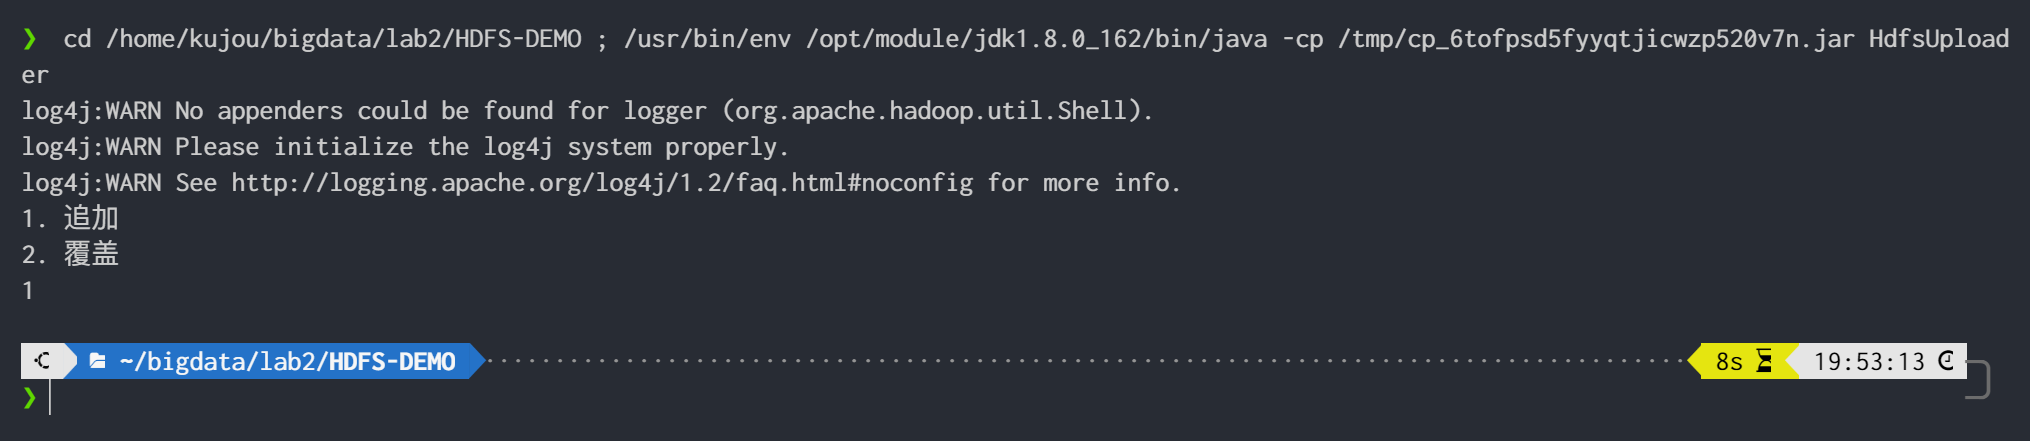 ❯ cd /home/kujou/bigdata/lab2/HDFS-DEMO ; /usr/bin/env /opt/module/jdk1.8.0_162/bin/java -cp /tmp/cp_6tofpsd5fyyqtjicwzp520v7n.jar HdfsUpload
er
log4j:WARN No appenders could be found for logger (org.apache.hadoop.util.Shell).
log4j:WARN Please initialize the log4j system properly.
log4j:WARN See http://logging.apache.org/log4j/1.2/faq.html#noconfig for more info.
1. 追加
2. 覆盖
1
~/bigdata/lab2/HDFS-DEMO 8s 19:53:13
❯